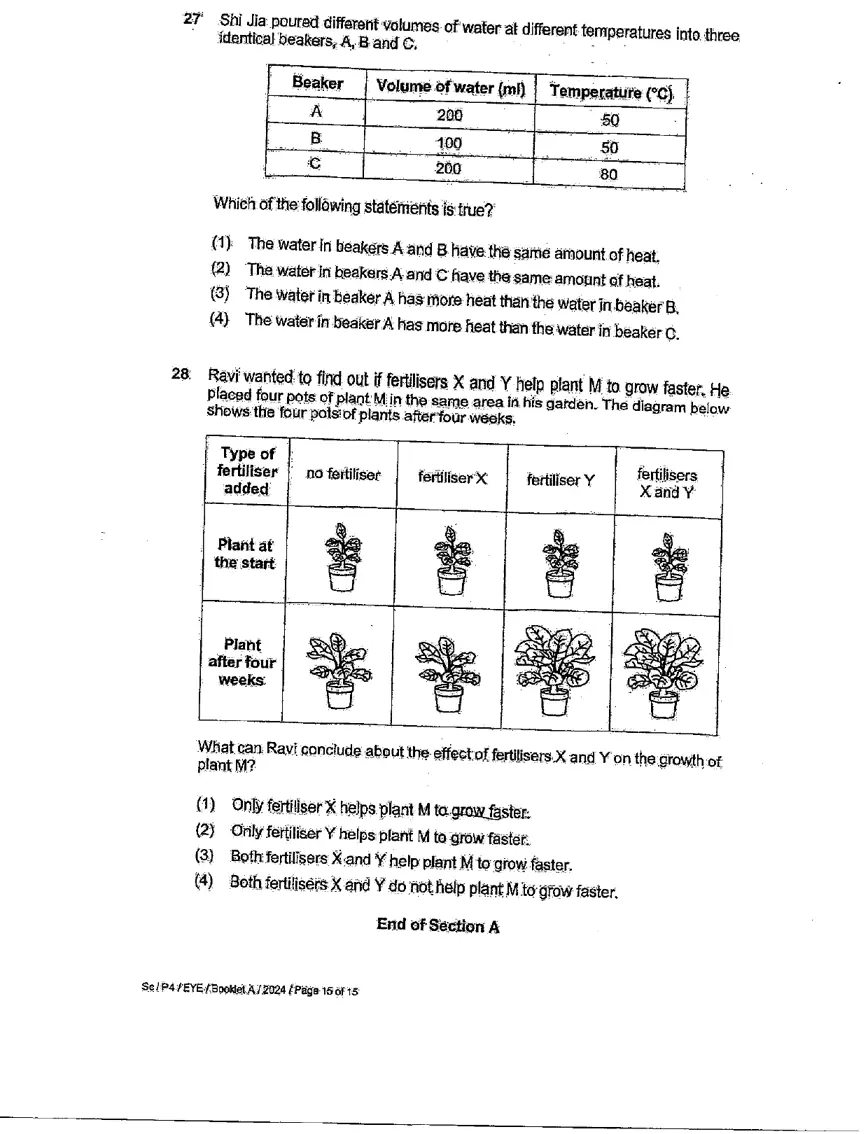 27 Shi Jia poured different volumes of water at different temperatures into three
identical beakers, A, B and C.
Beaker Volume of water (ml) Temperature (°C)
A 200 50
B 100 50
C 200 80
Which of the following statements is true?
(1) The water in beakers A and B have the same amount of heat.
(2) The water in beakers A and C have the same amount of heat.
(3) The water in beaker A has more heat than the water in beaker B.
(4) The water in beaker A has more heat than the water in beaker C.
28 Ravi wanted to find out if fertilisers X and Y help plant M to grow faster. He
placed four pots of plant M in the same area in his garden. The diagram below
shows the four pots of plants after four weeks.
Type of
fertiliser
added
no fertiliser
fertiliser X
fertiliser Y
fertilisers
X and Y
Plant at
the start
Plant
after four
weeks
What can Ravi conclude about the effect of fertilisers X and Y on the growth of
plant M?
(1) Only fertiliser X helps plant M to grow faster.
(2) Only fertiliser Y helps plant M to grow faster.
(3) Both fertilisers X and Y help plant M to grow faster.
(4) Both fertilisers X and Y do not help plant M to grow faster.
End of Section A
Sc / P4 / EYE / Booklet A / 2024 / Page 15 of 15